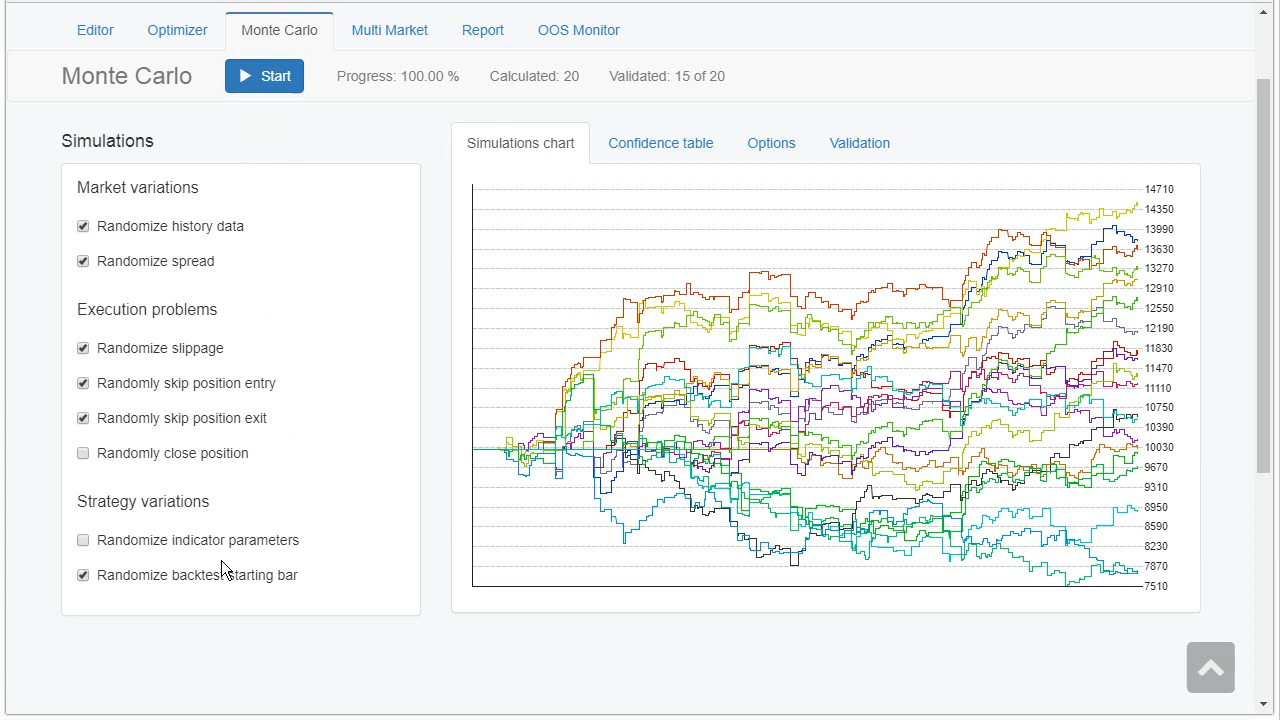 Editor Optimizer Monte Carlo Multi Market Report OOS Monitor
Monte Carlo Start Progress: 100.00 % Calculated: 20 Validated: 15 of 20
Simulations
Market variations
Randomize history data
Randomize spread
Execution problems
Randomize slippage
Randomly skip position entry
Randomly skip position exit
Randomly close position
Strategy variations
Randomize indicator parameters
Randomize backtest starting bar
Simulations chart Confidence table Options Validation
14710
14350
13990
13630
13270
12910
12550
12190
11830
11470
11110
10750
10390
10030
9670
9310
8950
8590
8230
7870
7510